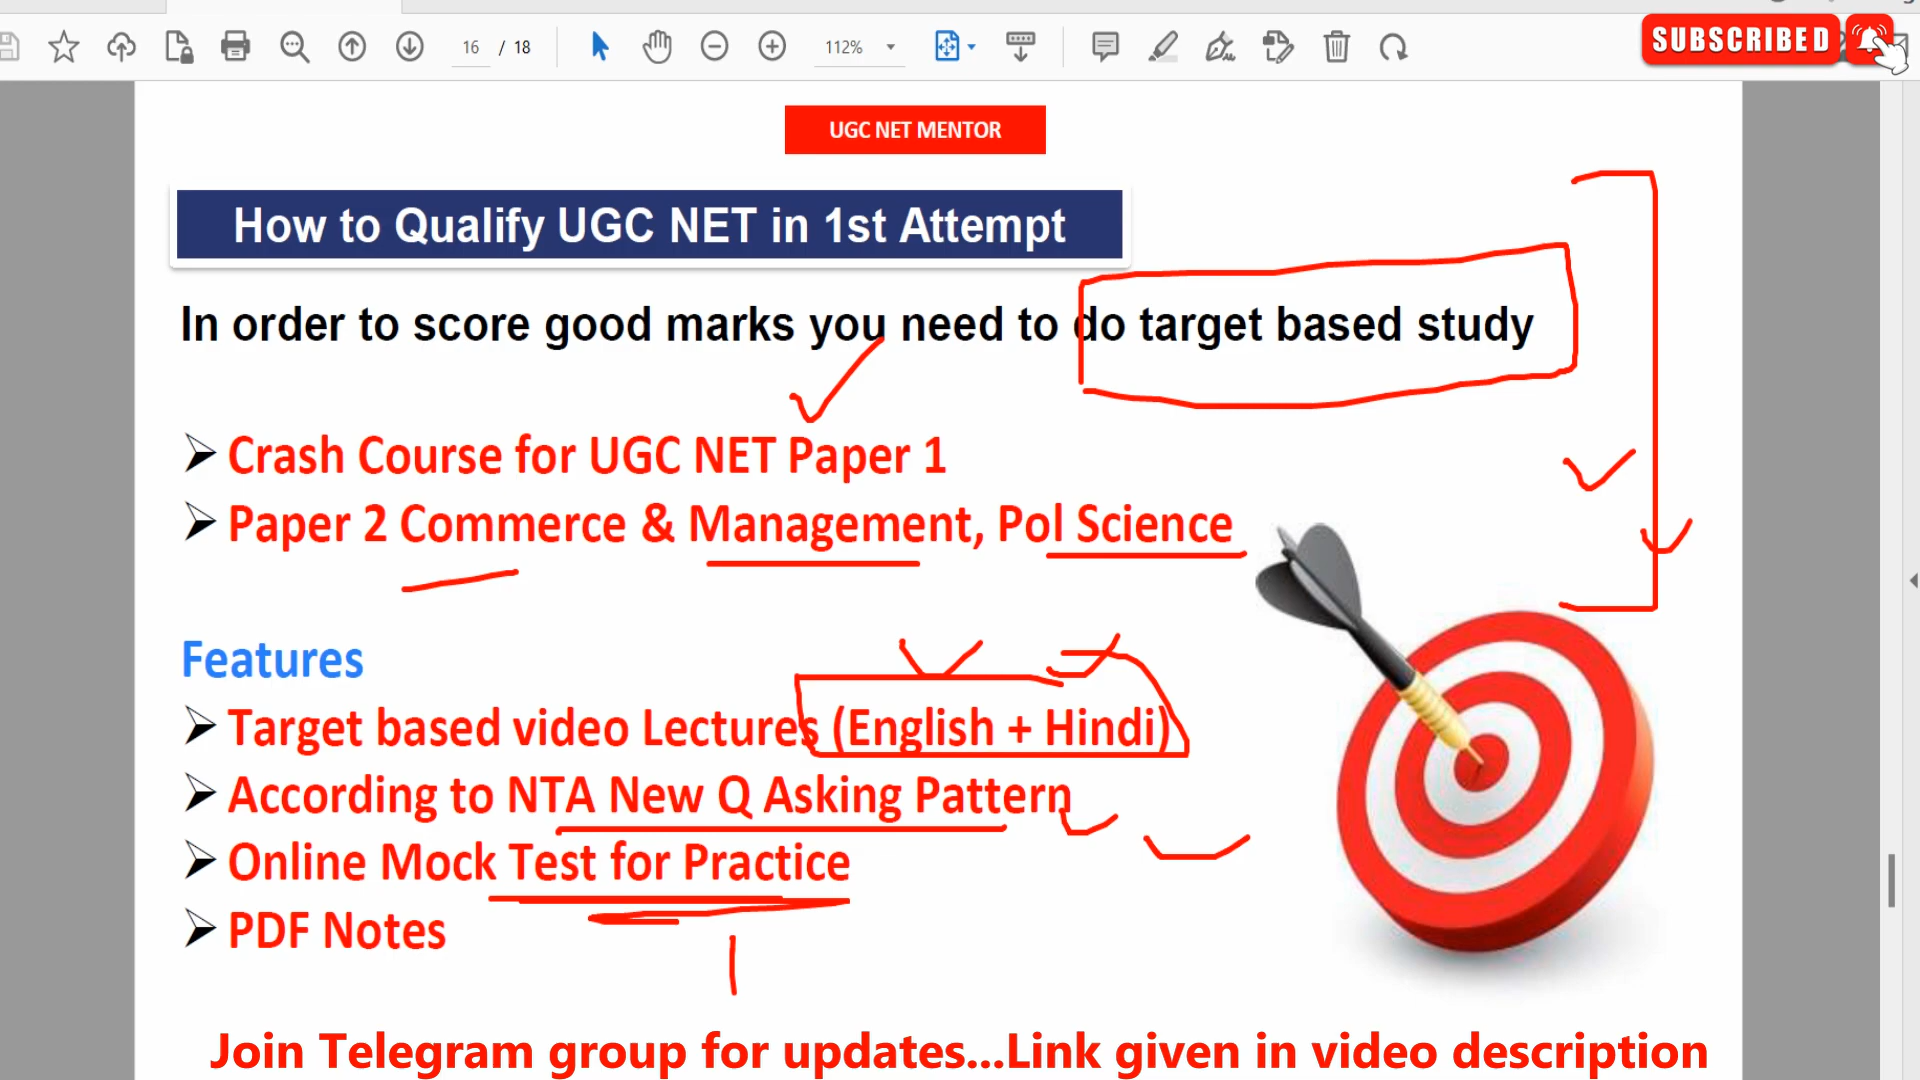 16 / 18
112%
SUBSCRIBED
UGC NET MENTOR
How to Qualify UGC NET in 1st Attempt
In order to score good marks you need to do target based study
Crash Course for UGC NET Paper 1
Paper 2 Commerce & Management, Pol Science
Features
Target based video Lectures (English + Hindi)
According to NTA New Q Asking Pattern
Online Mock Test for Practice
PDF Notes
Join Telegram group for updates...Link given in video description